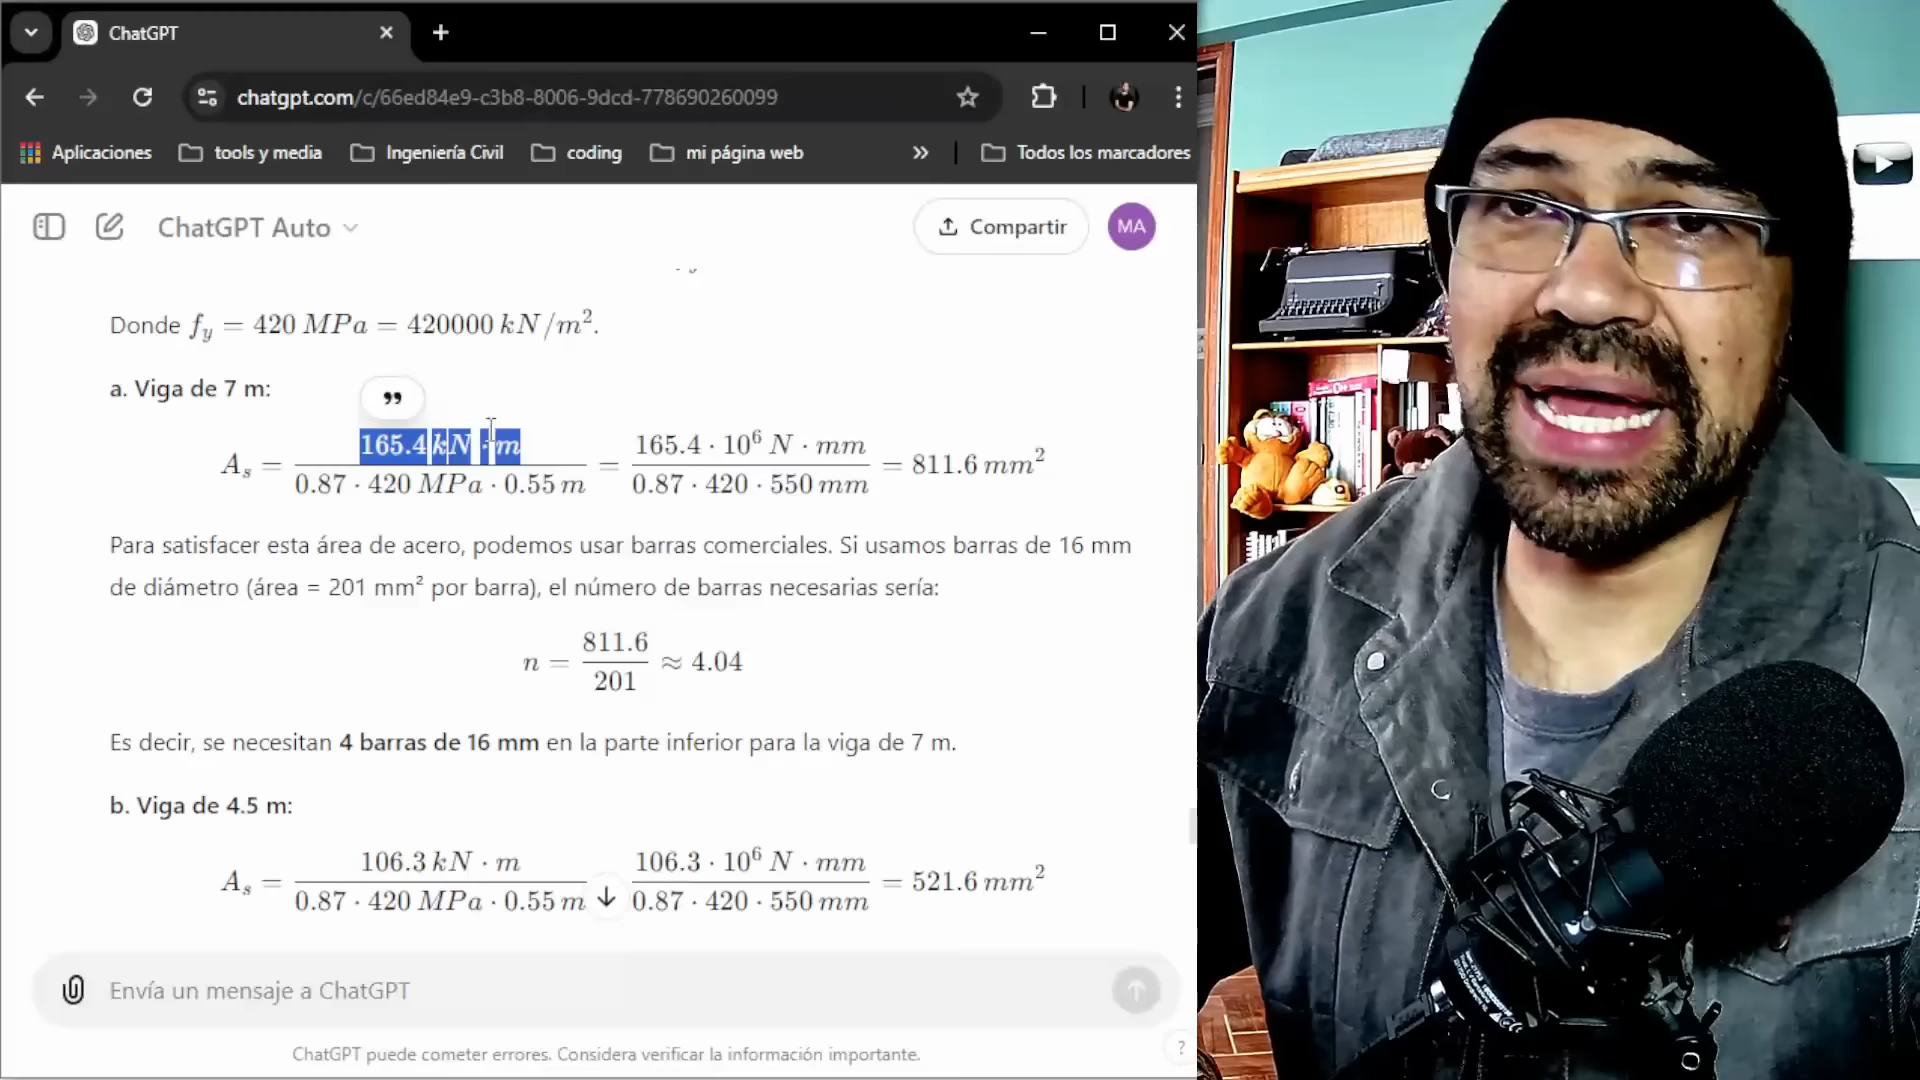 ChatGPT
chatgpt.com/c/66ed84e9-c3b8-8006-9dcd-778690260099
Aplicaciones tools y media Ingeniería Civil coding mi página web » Todos los marcadores
ChatGPT Auto Compartir MA
Donde f_y = 420 MPa = 420000 kN/m².
a. Viga de 7 m:
A_s = 165.4 kN · m / 0.87 · 420 MPa · 0.55 m = 165.4 · 10⁶ N · mm / 0.87 · 420 · 550 mm = 811.6 mm²
Para satisfacer esta área de acero, podemos usar barras comerciales. Si usamos barras de 16 mm
de diámetro (área = 201 mm² por barra), el número de barras necesarias sería:
n = 811.6 / 201 ≈ 4.04
Es decir, se necesitan 4 barras de 16 mm en la parte inferior para la viga de 7 m.
b. Viga de 4.5 m:
A_s = 106.3 kN · m / 0.87 · 420 MPa · 0.55 m 106.3 · 10⁶ N · mm / 0.87 · 420 · 550 mm = 521.6 mm²
Envía un mensaje a ChatGPT
ChatGPT puede cometer errores. Considera verificar la información importante.
?